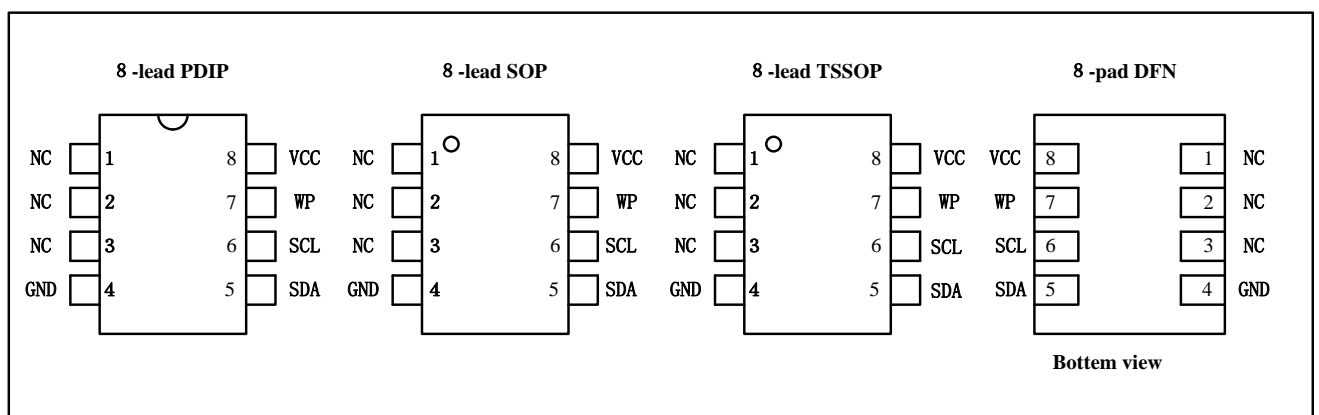 8 -lead PDIP 8 -lead SOP 8 -lead TSSOP 8 -pad DFN
NC 1 8 VCC NC 1 8 VCC NC 1 8 VCC VCC 8 1 NC
NC 2 7 WP NC 2 7 WP NC 2 7 WP WP 7 2 NC
NC 3 6 SCL NC 3 6 SCL NC 3 6 SCL SCL 6 3 NC
GND 4 5 SDA GND 4 5 SDA GND 4 5 SDA SDA 5 4 GND
Bottem view